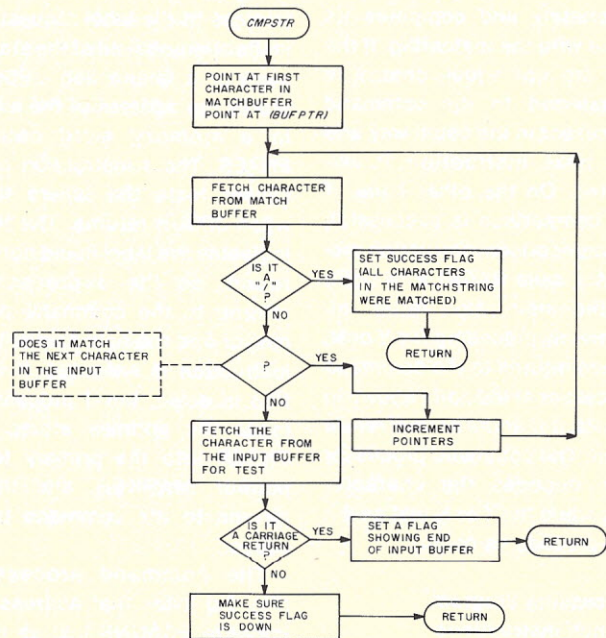 CMPSTR
POINT AT FIRST
CHARACTER IN
MATCHBUFFER
POINT AT (BUFPTR)
FETCH CHARACTER
FROM MATCH
BUFFER
IS IT
A
"/"
?
YES
SET SUCCESS FLAG
(ALL CHARACTERS
IN THE MATCHSTRING
WERE MATCHED)
RETURN
NO
DOES IT MATCH
THE NEXT CHARACTER
IN THE INPUT
BUFFER
?
YES
INCREMENT
POINTERS
NO
FETCH THE
CHARACTER FROM
THE INPUT BUFFER
FOR TEST
IS IT
A CARRIAGE
RETURN
?
YES
SET A FLAG
SHOWING END
OF INPUT BUFFER
RETURN
NO
MAKE SURE
SUCCESS FLAG
IS DOWN
RETURN